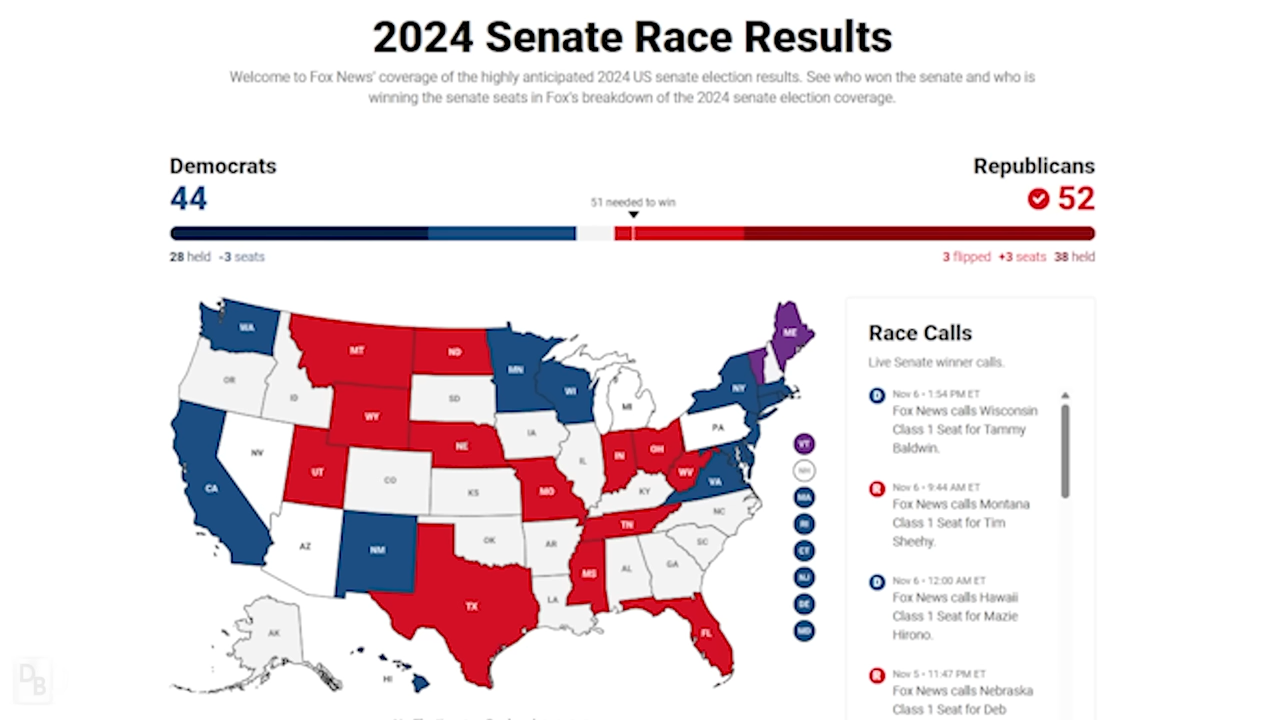 2024 Senate Race Results
Welcome to Fox News' coverage of the highly anticipated 2024 US senate election results. See who won the senate and who is
winning the senate seats in Fox's breakdown of the 2024 senate election coverage.
Democrats
Republicans
44
51 needed to win
52
28 held -3 seats
3 flipped +3 seats 38 held
WA
MT
ND
MN
ME
OR
ID
SD
WI
NY
WY
MI
IA
PA
NE
NV
UT
CO
IL
IN
OH
WV
VA
CA
KS
MO
KY
NC
TN
AZ
NM
OK
AR
SC
MS
AL
GA
TX
LA
FL
AK
HI
VT
NH
MA
RI
CT
NJ
DE
MD
Race Calls
Live Senate winner calls.
D
Nov 6 • 1:54 PM ET
Fox News calls Wisconsin
Class 1 Seat for Tammy
Baldwin.
R
Nov 6 • 9:44 AM ET
Fox News calls Montana
Class 1 Seat for Tim
Sheehy.
D
Nov 6 • 12:00 AM ET
Fox News calls Hawaii
Class 1 Seat for Mazie
Hirono.
R
Nov 5 • 11:47 PM ET
Fox News calls Nebraska
Class 1 Seat for Deb
DB